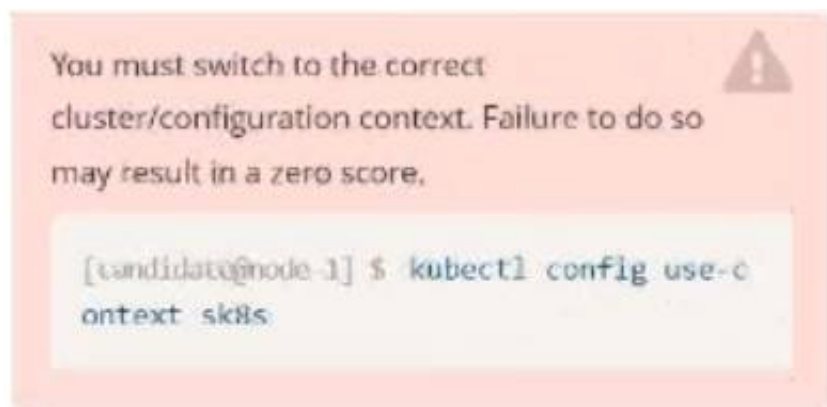 You must switch to the correct
cluster/configuration context. Failure to do so
may result in a zero score.
[candidate@node-1] $ kubectl config use-c
ontext sk8s